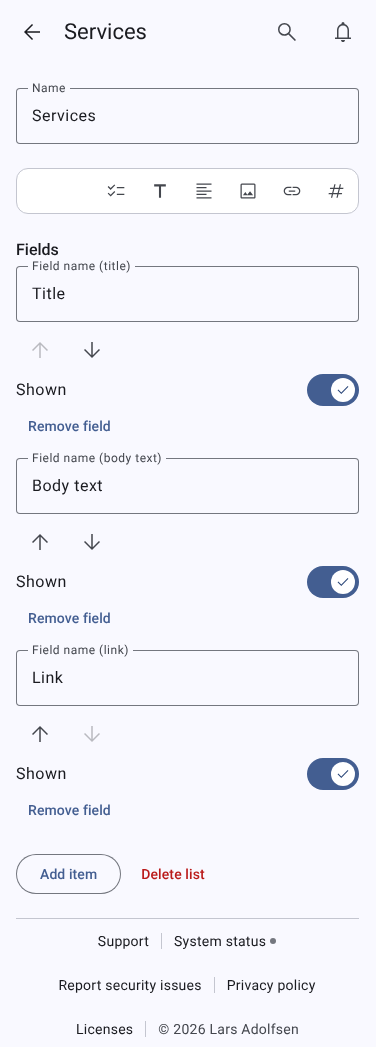 Services
Name
Services
T #
Fields
Field name (title)
Title
Shown
Remove field
Field name (body text)
Body text
Shown
Remove field
Field name (link)
Link
Shown
Remove field
Add item Delete list
Support System status
Report security issues Privacy policy
Licenses © 2026 Lars Adolfsen